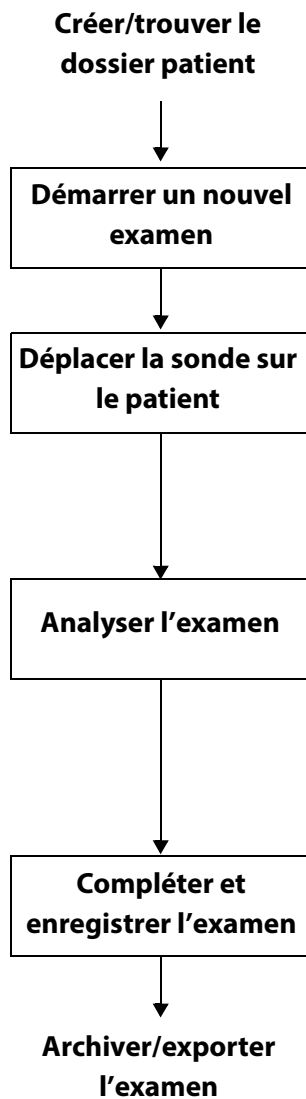 Créer/trouver le
dossier patient
Démarrer un nouvel
examen
Déplacer la sonde sur
le patient
Analyser l’examen
Compléter et
enregistrer l’examen
Archiver/exporter
l’examen